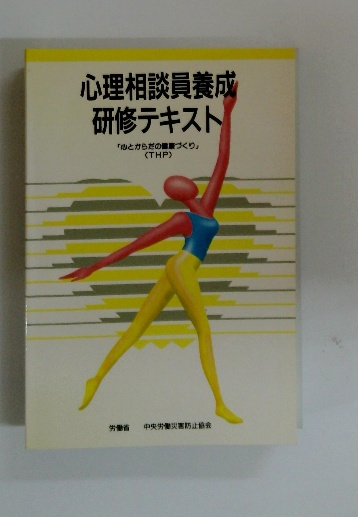 心理相談員養成
研修テキスト
「心とからだの健康づくり」
(THP)
労働省 中央労働災害防止協会